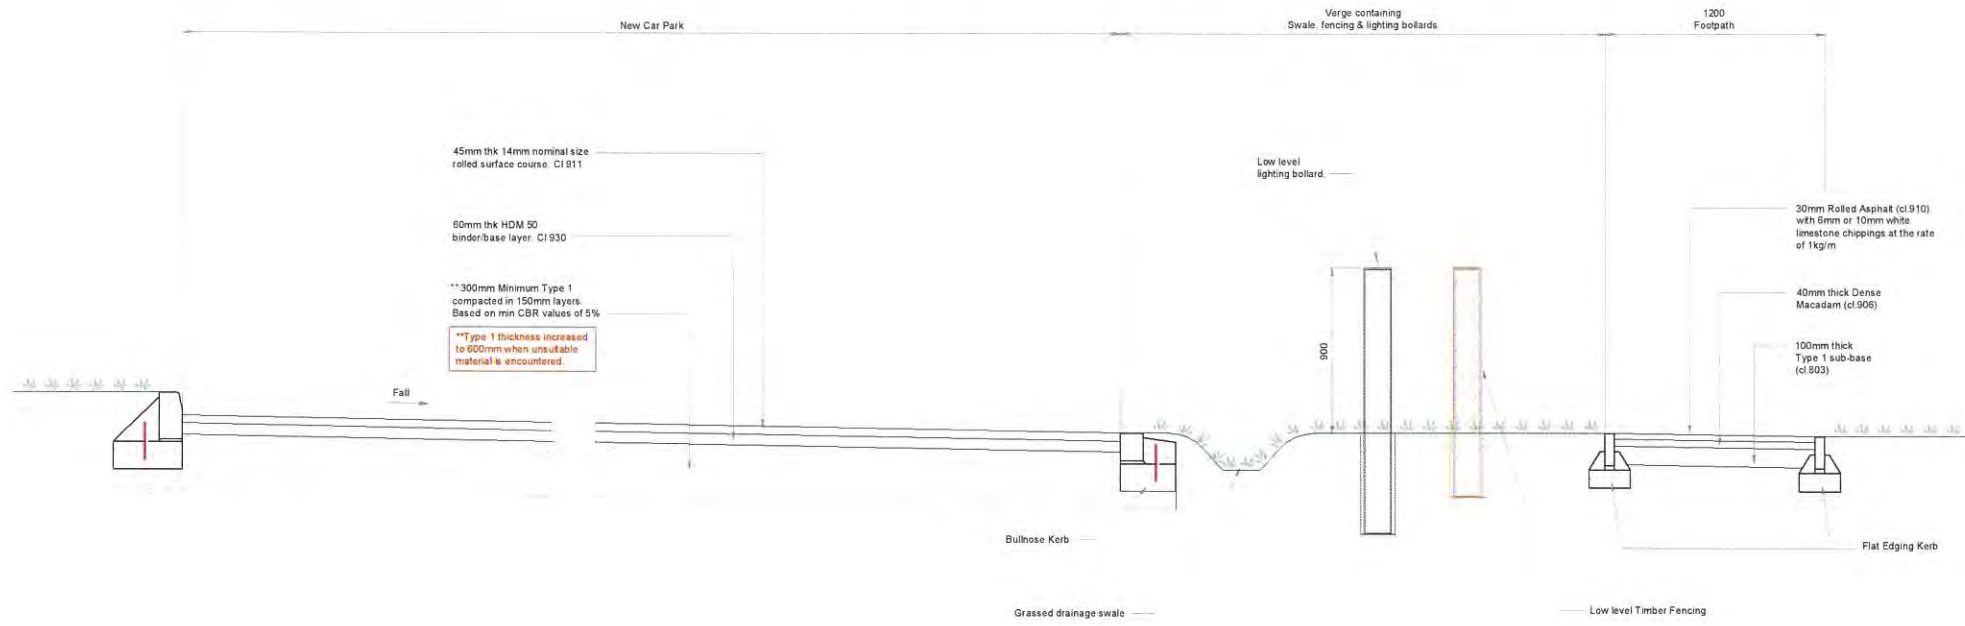 New Car Park
Verge containing
Swale, fencing & lighting bollards
1200
Footpath
45mm thk 14mm nominal size
rolled surface course. Cl 911
60mm thk HDM 50
binder/base layer. Cl 930
**300mm Minimum Type 1
compacted in 150mm layers.
Based on min CBR values of 5%
**Type 1 thickness increased
to 600mm when unsuitable
material is encountered.
Fall
Low level
lighting bollard.
900
30mm Rolled Asphalt (cl.910)
with 6mm or 10mm white
limestone chippings at the rate
of 1kg/m
40mm thick Dense
Macadam (cl.906)
100mm thick
Type 1 sub-base
(cl.803)
Bullnose Kerb
Flat Edging Kerb
Grassed drainage swale
Low level Timber Fencing